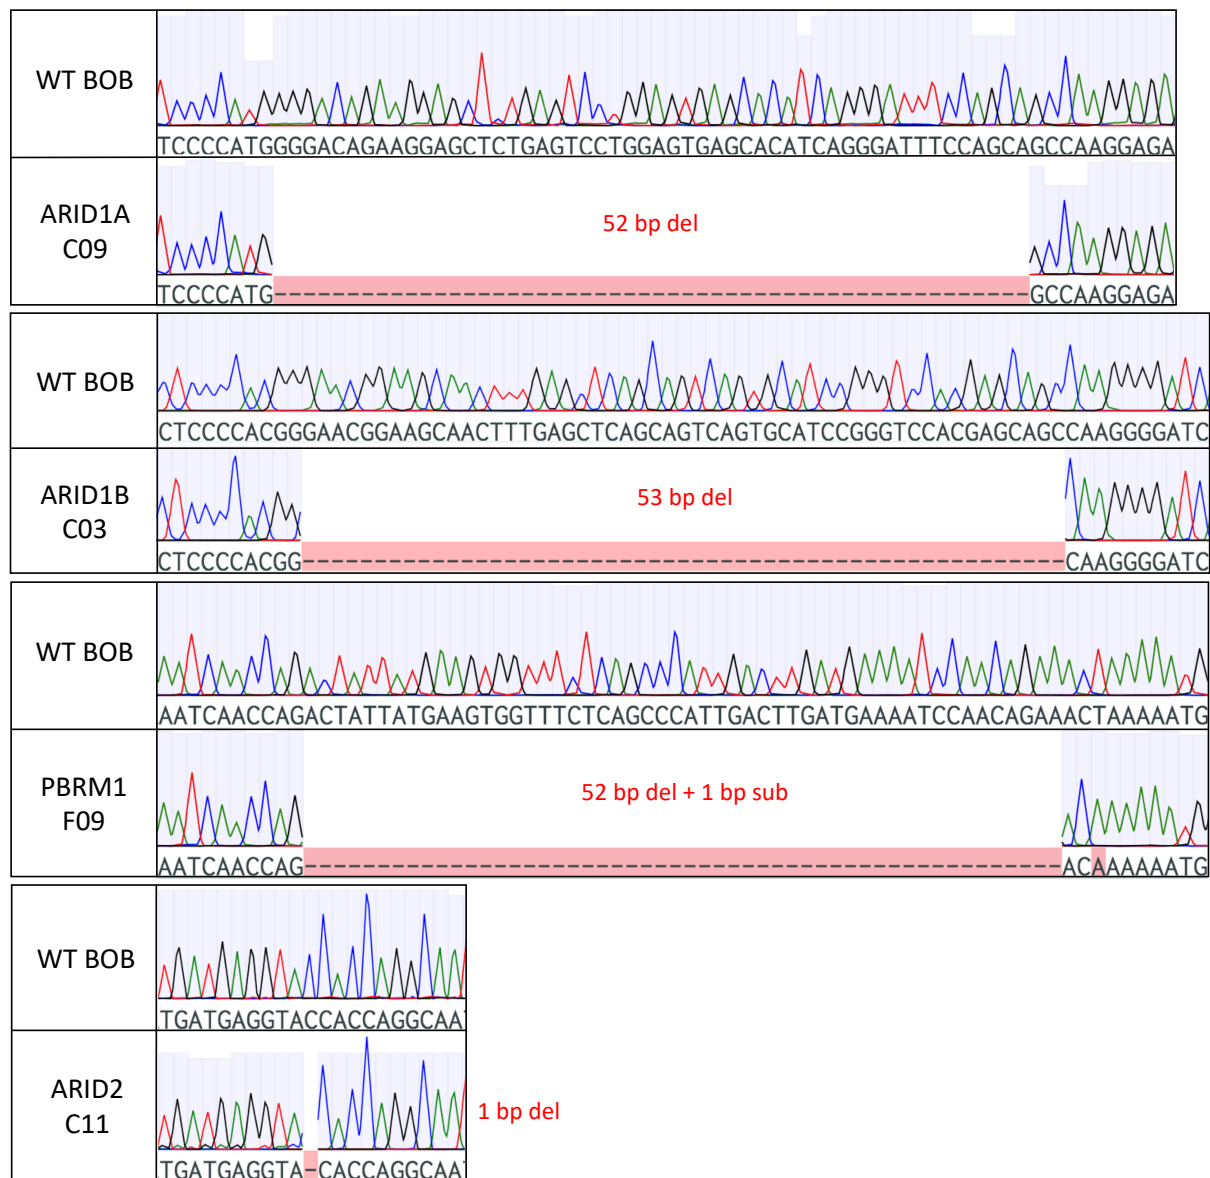 WT BOB
TCCCCATGGGGACAGAAGGAGCTCTGAGTCCTGGAGTGAGCACATCAGGGATTTCCAGCAGCCAAGGAGA
ARID1A
C09
52 bp del
TCCCCATG----------------------------------------------------GCCAAGGAGA
WT BOB
CTCCCCACGGGAACGGAAGCAACTTTGAGCTCAGCAGTCAGTGCATCCGGGTCCACGAGCAGCCAAGGGGATC
ARID1B
C03
53 bp del
CTCCCCACGG-----------------------------------------------------CAAGGGGATC
WT BOB
AATCAACCAGACTATTATGAAGTGGTTTCTCAGCCCATTGACTTGATGAAAATCCAACAGAAACTAAAAATG
PBRM1
F09
52 bp del + 1 bp sub
AATCAACCAG----------------------------------------------------ACAAAAAATG
WT BOB
TGATGAGGTACCACCAGGCAAT
ARID2
C11
1 bp del
TGATGAGGTA-CACCAGGCAAT